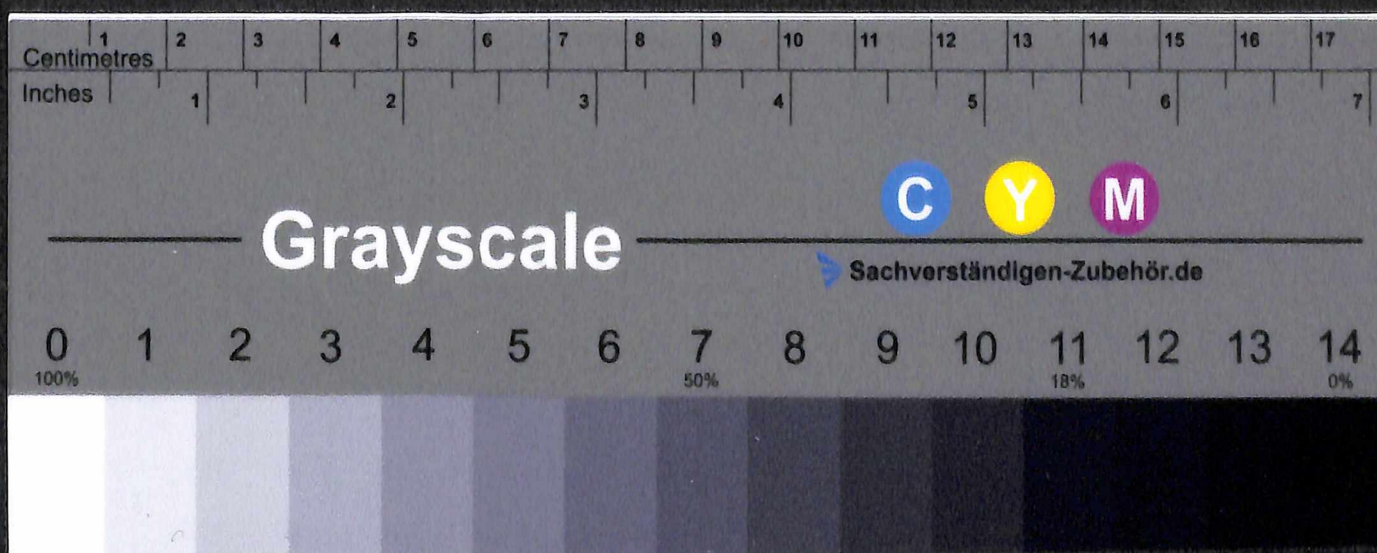 1 2 3 4 5 6 7 8 9 10 11 12 13 14 15 16 17
Centimetres
Inches
1 2 3 4 5 6 7
C Y M
Grayscale
Sachverständigen-Zubehör.de
0 1 2 3 4 5 6 7 8 9 10 11 12 13 14
100% 50% 18% 0%